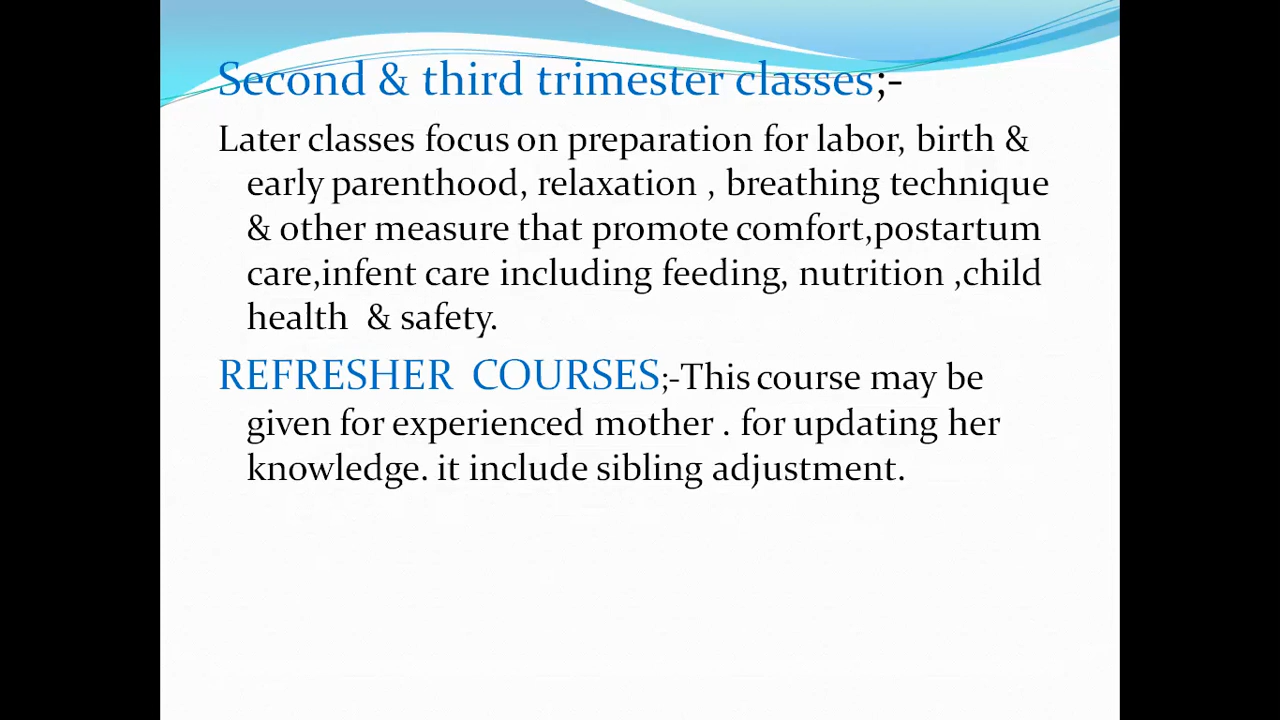 Second & third trimester classes;-
Later classes focus on preparation for labor, birth &
early parenthood, relaxation , breathing technique
& other measure that promote comfort,postartum
care,infent care including feeding, nutrition ,child
health & safety.
REFRESHER COURSES;-This course may be
given for experienced mother . for updating her
knowledge. it include sibling adjustment.